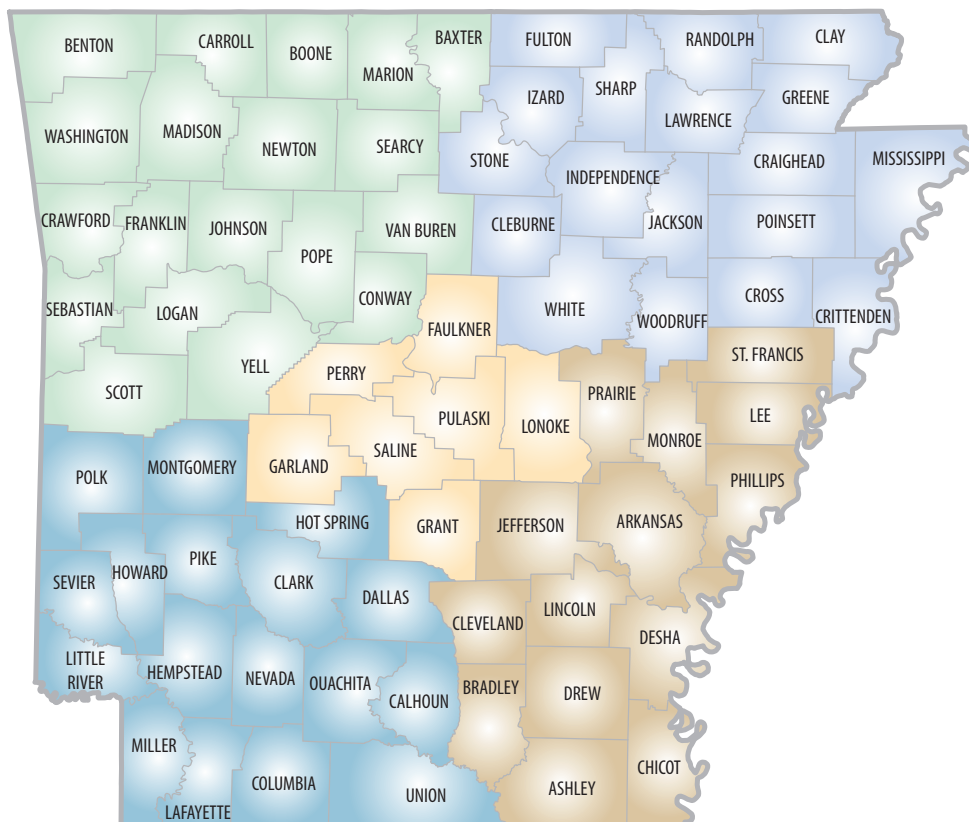 BENTON
CARROLL
BOONE
MARION
BAXTER
FULTON
RANDOLPH
CLAY
IZARD
SHARP
GREENE
LAWRENCE
WASHINGTON
MADISON
NEWTON
SEARCY
STONE
INDEPENDENCE
CRAIGHEAD
MISSISSIPPI
CRAWFORD
FRANKLIN
JOHNSON
POPE
VAN BUREN
CLEBURNE
JACKSON
POINSETT
SEBASTIAN
LOGAN
CONWAY
WHITE
WOODRUFF
CROSS
CRITTENDEN
FAULKNER
SCOTT
YELL
PERRY
PULASKI
LONOKE
PRAIRIE
ST. FRANCIS
LEE
MONROE
PHILLIPS
POLK
MONTGOMERY
GARLAND
SALINE
HOT SPRING
GRANT
JEFFERSON
ARKANSAS
SEVIER
HOWARD
PIKE
CLARK
DALLAS
CLEVELAND
LINCOLN
DESHA
LITTLE
RIVER
HEMPSTEAD
NEVADA
OUACHITA
CALHOUN
BRADLEY
DREW
MILLER
LAFAYETTE
COLUMBIA
UNION
ASHLEY
CHICOT